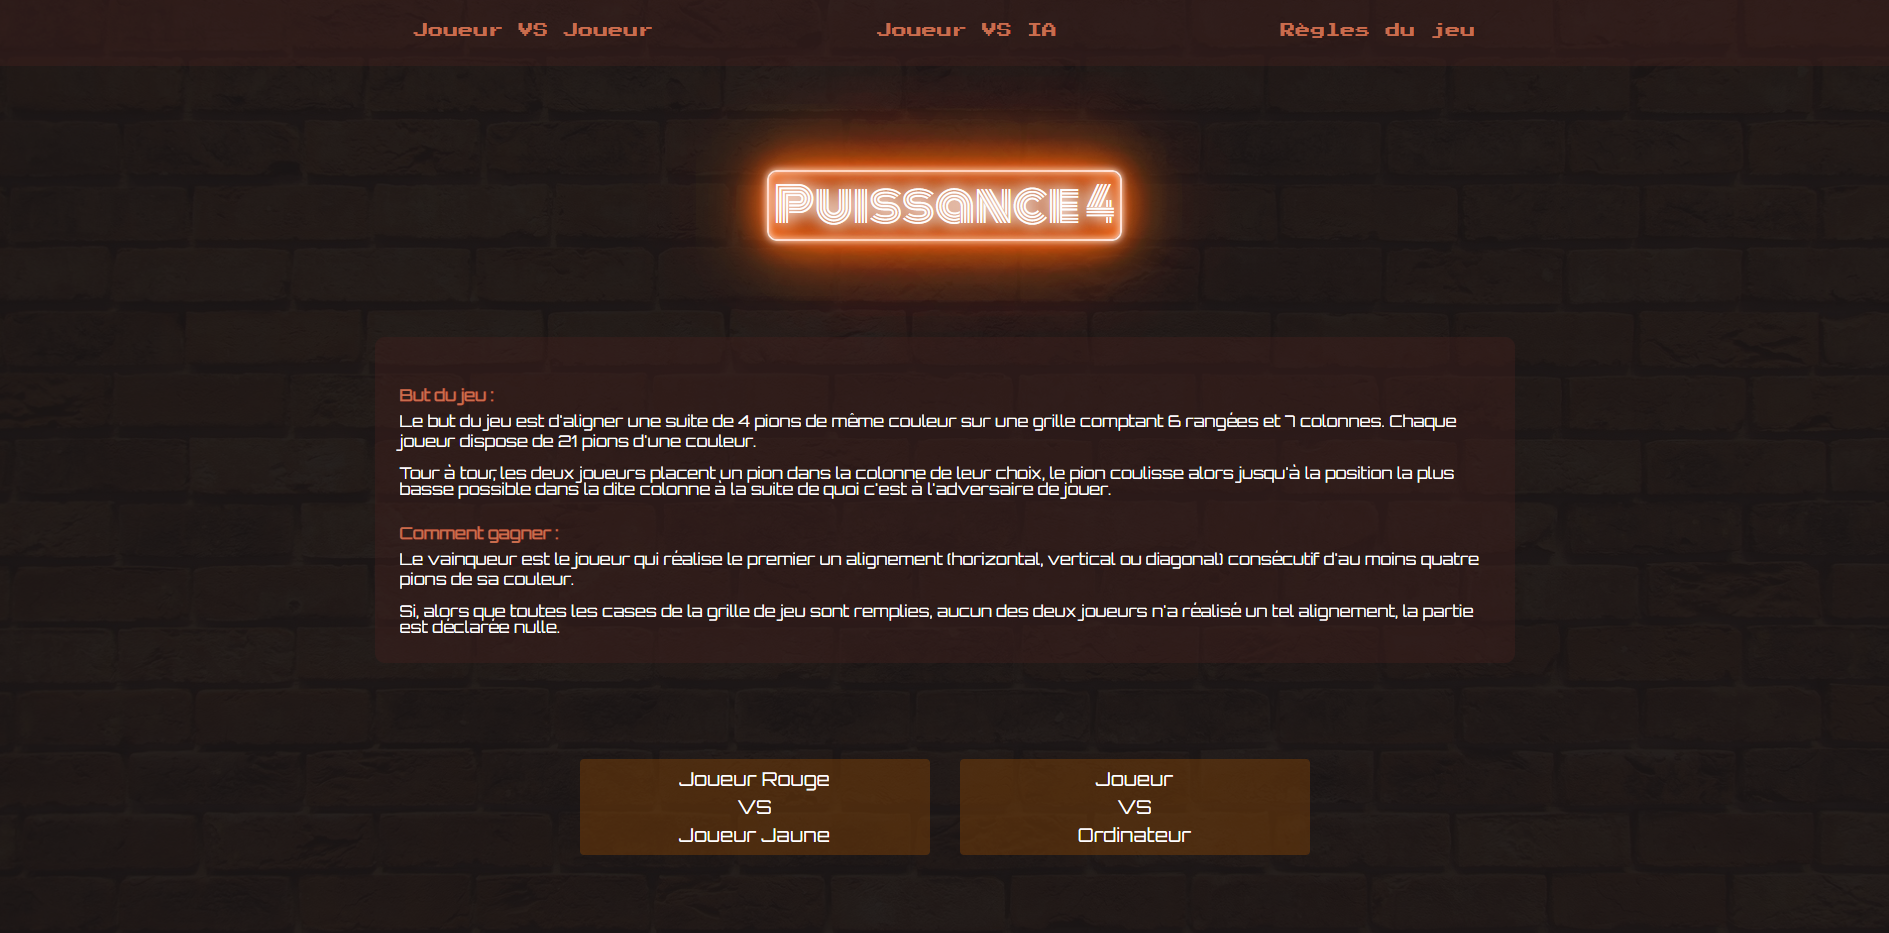 Joueur VS Joueur
Joueur VS IA
Règles du jeu
Puissance 4
But du jeu :
Le but du jeu est d'aligner une suite de 4 pions de même couleur sur une grille comptant 6 rangées et 7 colonnes. Chaque
joueur dispose de 21 pions d'une couleur.
Tour à tour, les deux joueurs placent un pion dans la colonne de leur choix, le pion coulisse alors jusqu'à la position la plus
basse possible dans la dite colonne à la suite de quoi c'est à l'adversaire de jouer.
Comment gagner :
Le vainqueur est le joueur qui réalise le premier un alignement (horizontal, vertical ou diagonal) consécutif d'au moins quatre
pions de sa couleur.
Si, alors que toutes les cases de la grille de jeu sont remplies, aucun des deux joueurs n'a réalisé un tel alignement, la partie
est déclarée nulle.
Joueur Rouge
VS
Joueur Jaune
Joueur
VS
Ordinateur